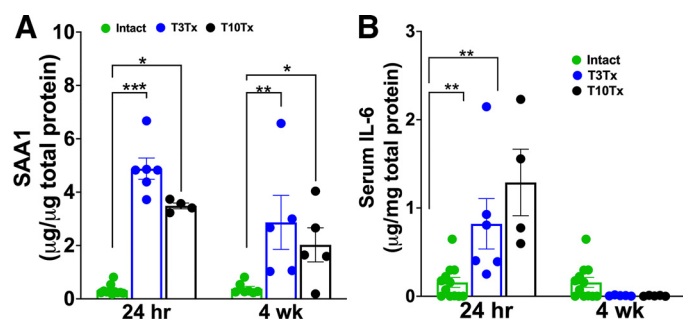 A
Intact T3Tx T10Tx
SAA1
(µg/µg total protein)
10
8
6
4
2
0
*
***
*
**
24 hr 4 wk
B
Intact
T3Tx
T10Tx
Serum IL-6
(µg/mg total protein)
3
2
1
0
**
**
24 hr 4 wk